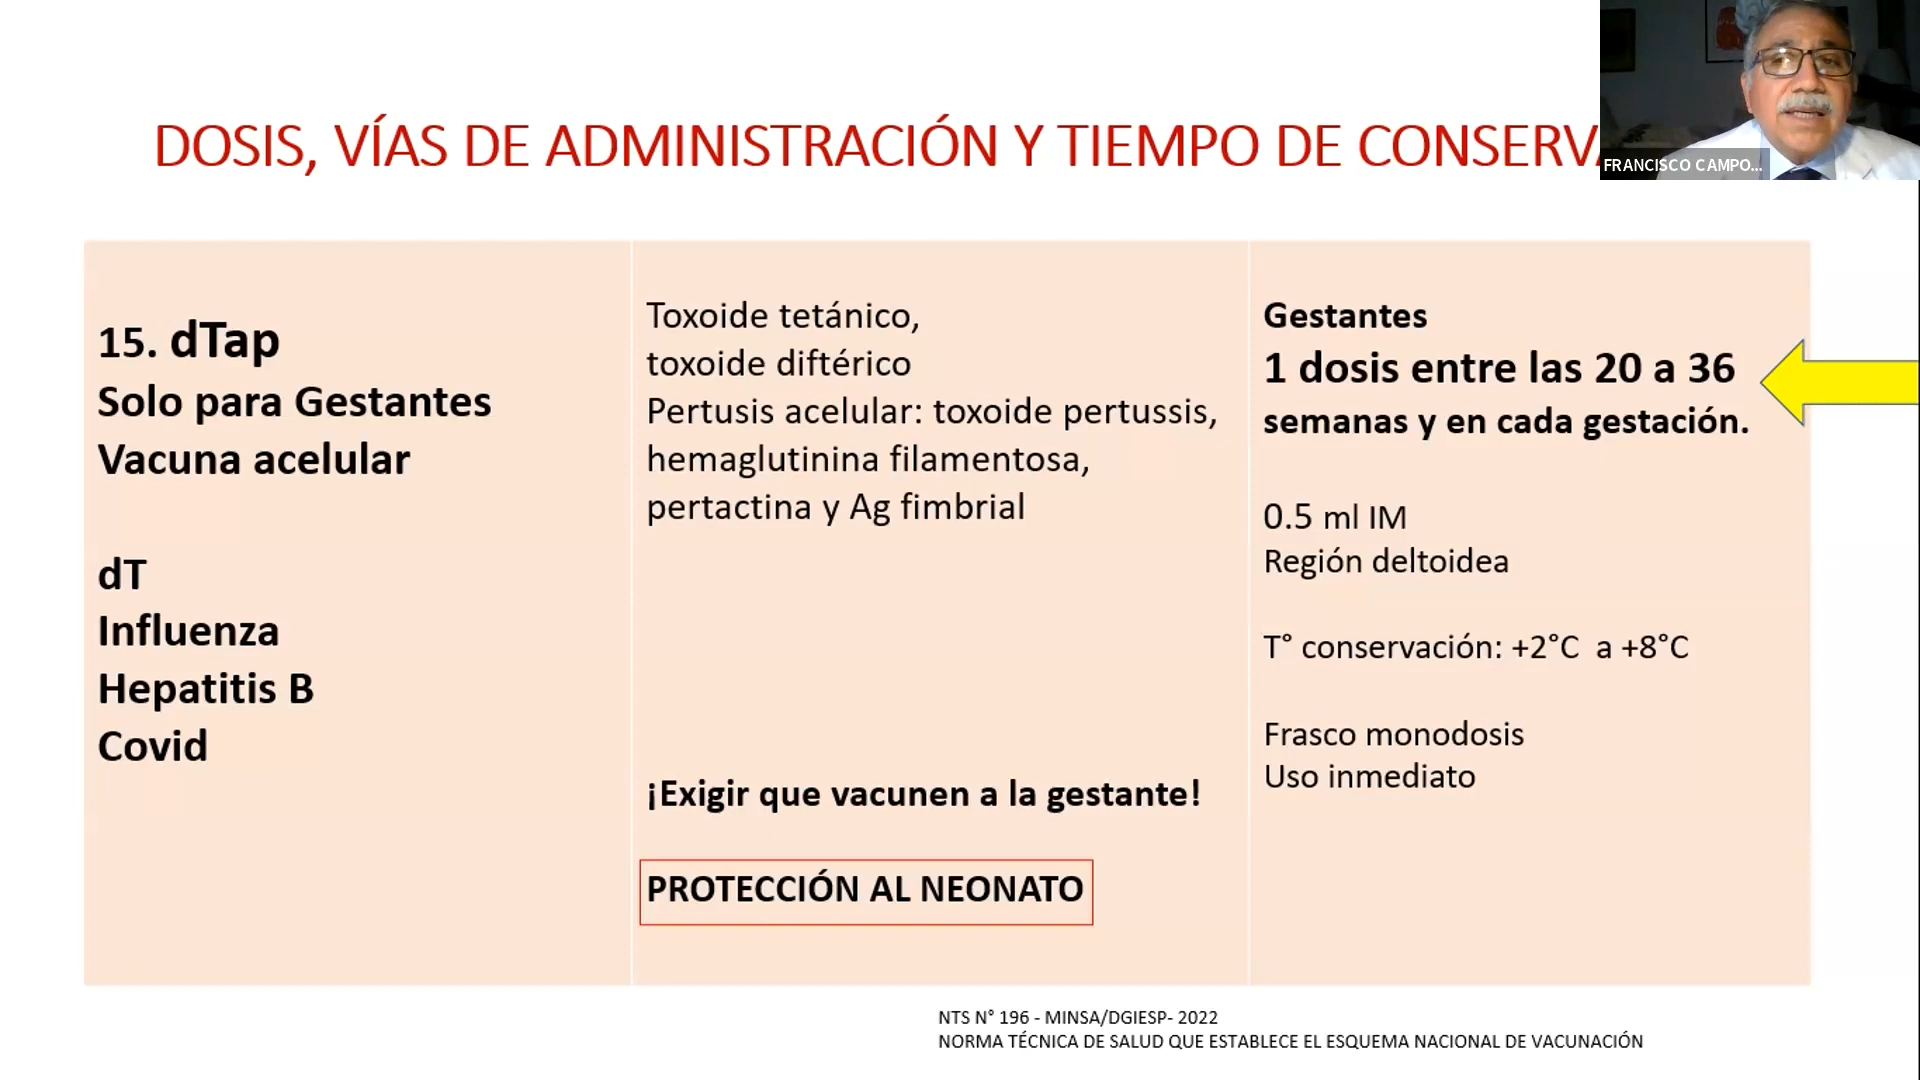 DOSIS, VÍAS DE ADMINISTRACIÓN Y TIEMPO DE CONSERVA
FRANCISCO CAMPO...
15. dTap
Solo para Gestantes
Vacuna acelular
dT
Influenza
Hepatitis B
Covid
Toxoide tetánico,
toxoide diftérico
Pertusis acelular: toxoide pertussis,
hemaglutinina filamentosa,
pertactina y Ag fimbrial
¡Exigir que vacunen a la gestante!
PROTECCIÓN AL NEONATO
Gestantes
1 dosis entre las 20 a 36
semanas y en cada gestación.
0.5 ml IM
Región deltoidea
T° conservación: +2°C a +8°C
Frasco monodosis
Uso inmediato
NTS N° 196 - MINSA/DGIESP- 2022
NORMA TÉCNICA DE SALUD QUE ESTABLECE EL ESQUEMA NACIONAL DE VACUNACIÓN